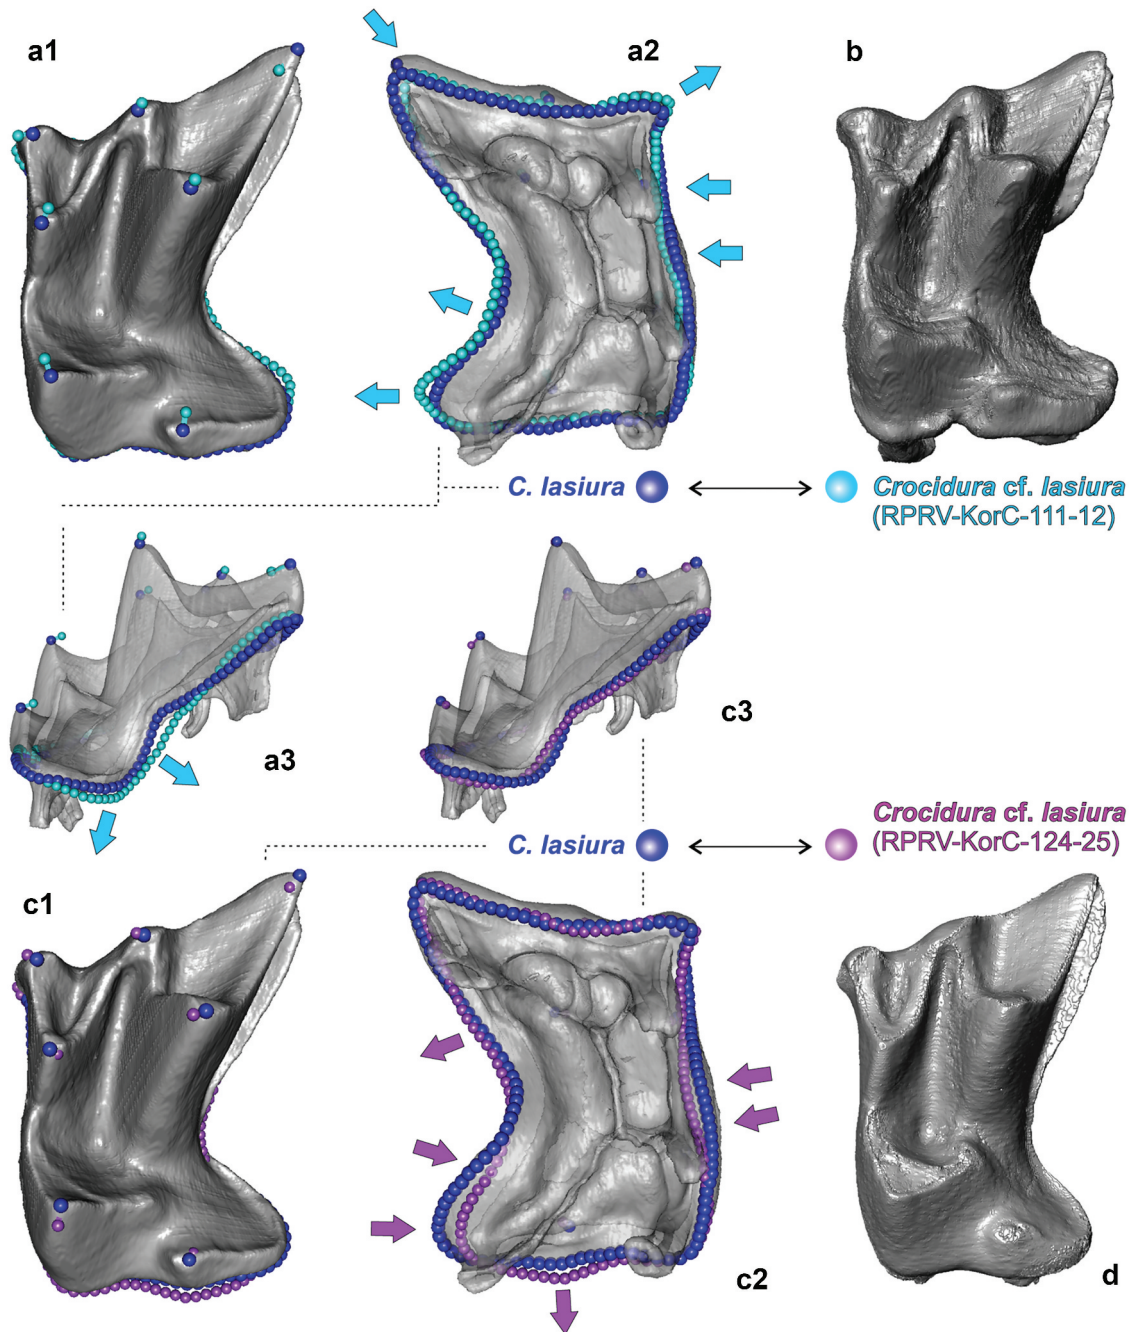 a1
a2
b
C. lasiura
Crocidura cf. lasiura
(RPRV-KorC-111-12)
a3
c3
C. lasiura
Crocidura cf. lasiura
(RPRV-KorC-124-25)
c1
c2
d